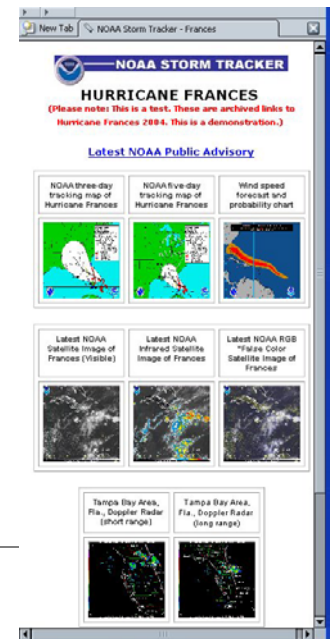 New Tab NOAA Storm Tracker - Frances
NOAA STORM TRACKER
HURRICANE FRANCES
(Please note: This is a test. These are archived links to
Hurricane Frances 2004. This is a demonstration.)
Latest NOAA Public Advisory
NOAA three-day
tracking map of
Hurricane Frances
NOAA five-day
tracking map of
Hurricane Frances
Wind speed
forecast and
probability chart
Latest NOAA
Satellite Image of
Frances (Visible)
Latest NOAA
Infrared Satellite
Image of Frances
Latest NOAA RGB
"False Color
Satellite Image of
Frances
Tampa Bay Area,
Fla., Doppler Radar
(short range)
Tampa Bay Area,
Fla., Doppler Radar
(long range)